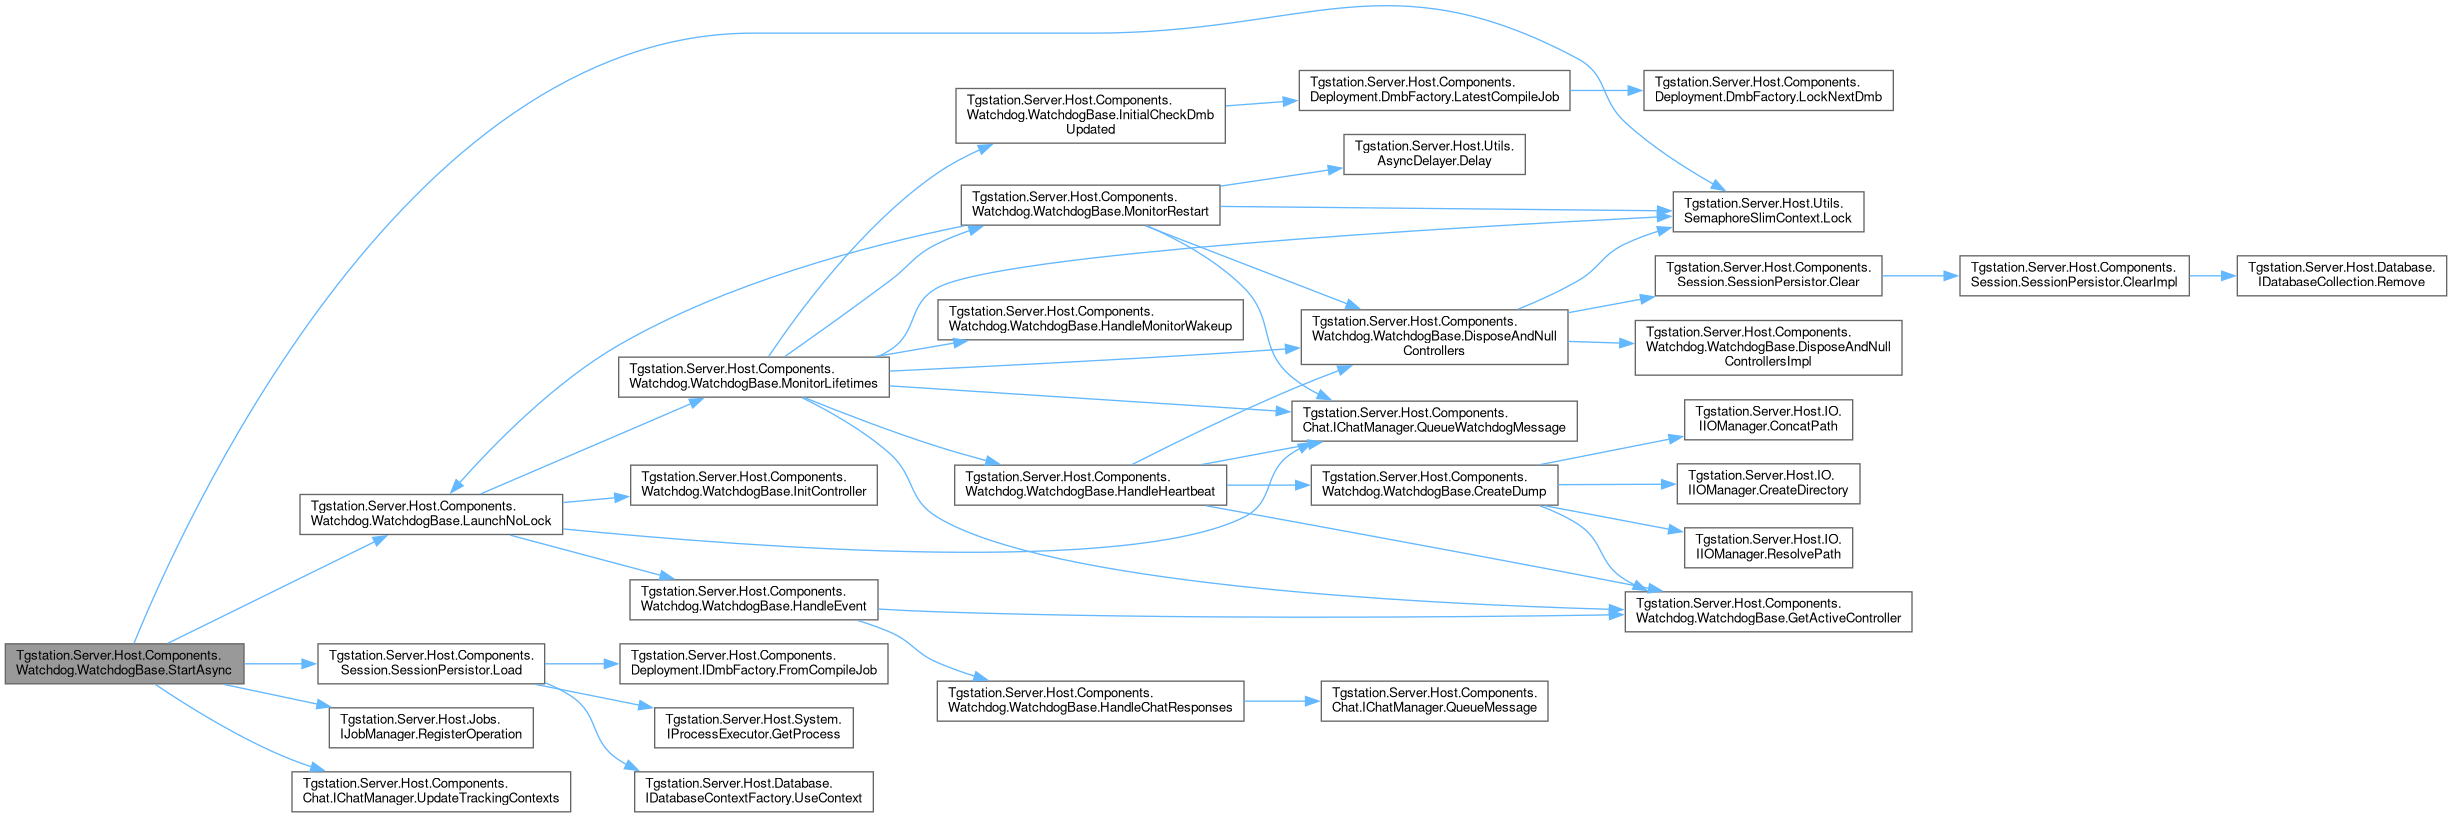 Tgstation.Server.Host.Components.
Watchdog.WatchdogBase.StartAsync
Tgstation.Server.Host.Components.
Watchdog.WatchdogBase.LaunchNoLock
Tgstation.Server.Host.Components.
Session.SessionPersistor.Load
Tgstation.Server.Host.Jobs.
IJobManager.RegisterOperation
Tgstation.Server.Host.Components.
Chat.IChatManager.UpdateTrackingContexts
Tgstation.Server.Host.Components.
Watchdog.WatchdogBase.MonitorLifetimes
Tgstation.Server.Host.Components.
Watchdog.WatchdogBase.InitController
Tgstation.Server.Host.Components.
Watchdog.WatchdogBase.HandleEvent
Tgstation.Server.Host.Components.
Deployment.IDmbFactory.FromCompileJob
Tgstation.Server.Host.System.
IProcessExecutor.GetProcess
Tgstation.Server.Host.Database.
IDatabaseContextFactory.UseContext
Tgstation.Server.Host.Components.
Watchdog.WatchdogBase.InitialCheckDmb
Updated
Tgstation.Server.Host.Components.
Watchdog.WatchdogBase.MonitorRestart
Tgstation.Server.Host.Components.
Watchdog.WatchdogBase.HandleMonitorWakeup
Tgstation.Server.Host.Components.
Watchdog.WatchdogBase.HandleHeartbeat
Tgstation.Server.Host.Components.
Watchdog.WatchdogBase.HandleChatResponses
Tgstation.Server.Host.Components.
Deployment.DmbFactory.LatestCompileJob
Tgstation.Server.Host.Utils.
AsyncDelayer.Delay
Tgstation.Server.Host.Components.
Watchdog.WatchdogBase.DisposeAndNull
Controllers
Tgstation.Server.Host.Components.
Chat.IChatManager.QueueWatchdogMessage
Tgstation.Server.Host.Components.
Watchdog.WatchdogBase.CreateDump
Tgstation.Server.Host.Components.
Chat.IChatManager.QueueMessage
Tgstation.Server.Host.Components.
Deployment.DmbFactory.LockNextDmb
Tgstation.Server.Host.Utils.
SemaphoreSlimContext.Lock
Tgstation.Server.Host.Components.
Session.SessionPersistor.Clear
Tgstation.Server.Host.Components.
Watchdog.WatchdogBase.DisposeAndNull
ControllersImpl
Tgstation.Server.Host.IO.
IIOManager.ConcatPath
Tgstation.Server.Host.IO.
IIOManager.CreateDirectory
Tgstation.Server.Host.IO.
IIOManager.ResolvePath
Tgstation.Server.Host.Components.
Watchdog.WatchdogBase.GetActiveController
Tgstation.Server.Host.Components.
Session.SessionPersistor.ClearImpl
Tgstation.Server.Host.Database.
IDatabaseCollection.Remove